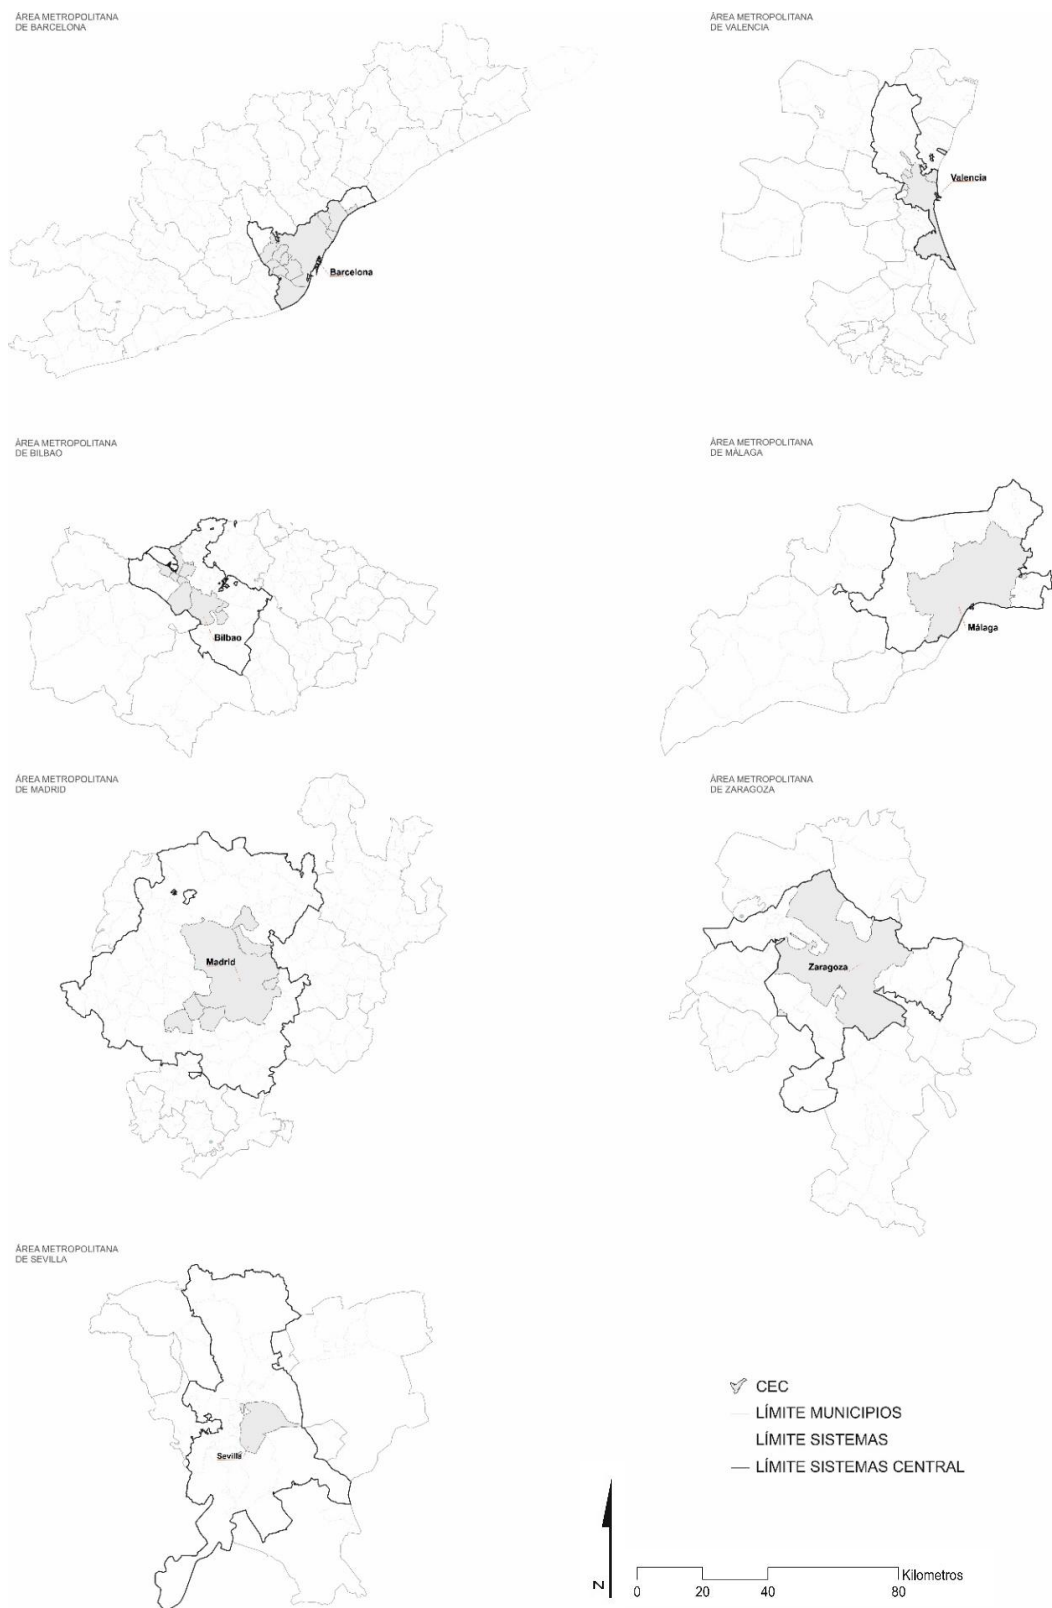 ÁREA METROPOLITANA
DE BARCELONA
Barcelona
ÁREA METROPOLITANA
DE VALENCIA
Valencia
ÁREA METROPOLITANA
DE BILBAO
Bilbao
ÁREA METROPOLITANA
DE MÁLAGA
Málaga
ÁREA METROPOLITANA
DE MADRID
Madrid
ÁREA METROPOLITANA
DE ZARAGOZA
Zaragoza
ÁREA METROPOLITANA
DE SEVILLA
Sevilla
CEC
LÍMITE MUNICIPIOS
LÍMITE SISTEMAS
LÍMITE SISTEMAS CENTRAL
N
Kilometros
0 20 40 80